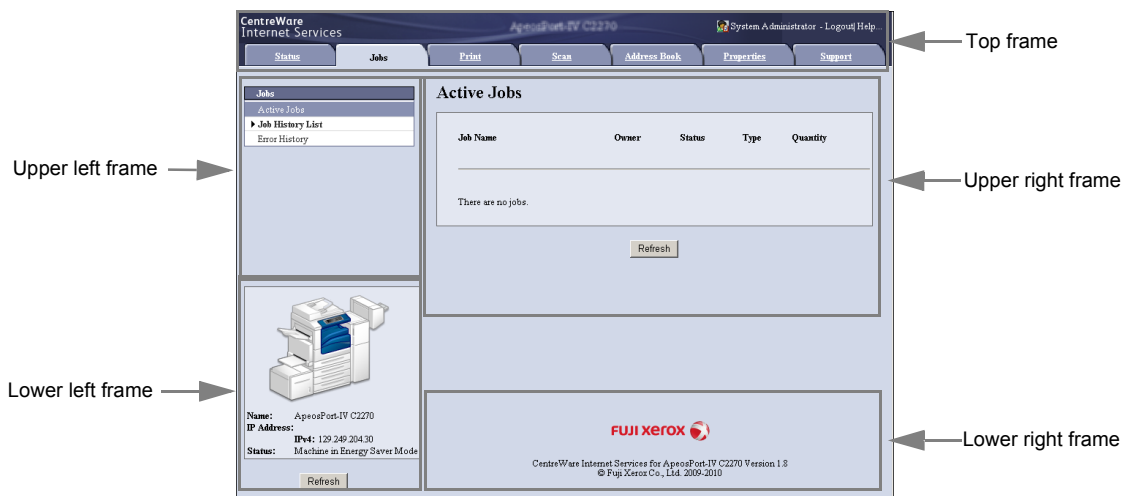 CentreWare
Internet Services
ApeosPort-IV C2270
System Administrator - Logout| Help...
Status Jobs Print Scan Address Book Properties Support
Top frame
Jobs
Active Jobs
Job History List
Error History
Upper left frame
Active Jobs
Job Name Owner Status Type Quantity
There are no jobs.
Refresh
Upper right frame
Lower left frame
Name: ApeosPort-IV C2270
IP Address:
IPv4: 129.249.204.30
Status: Machine in Energy Saver Mode
Refresh
FUJI xerox
CentreWare Internet Services for ApeosPort-IV C2270 Version 1.8
© Fuji Xerox Co., Ltd. 2009-2010
Lower right frame